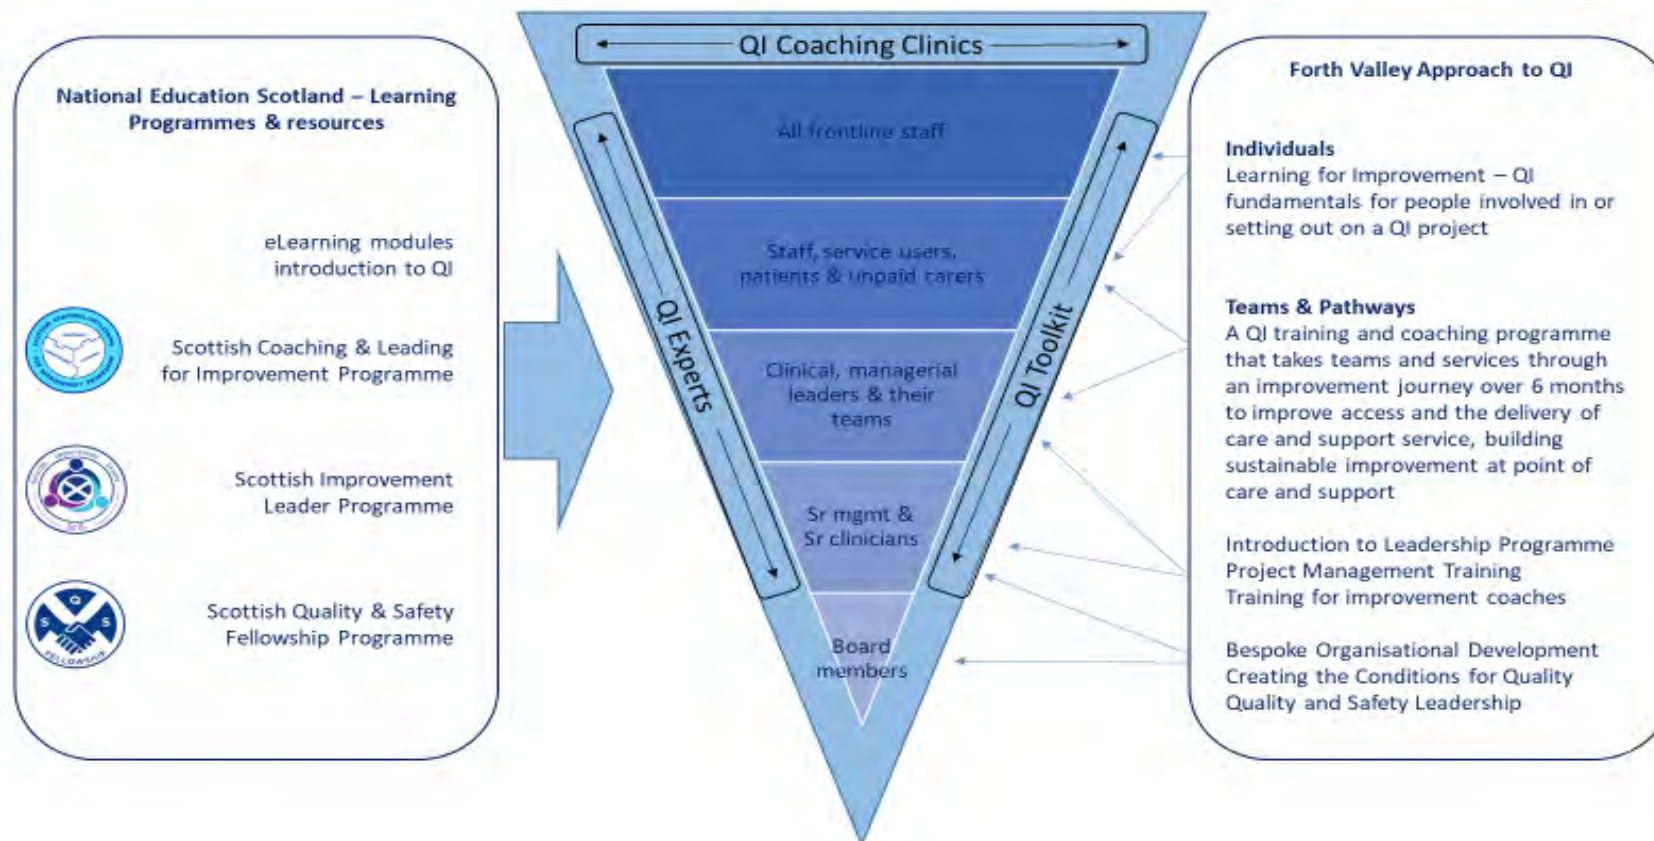 National Education Scotland – Learning
Programmes & resources
eLearning modules
introduction to QI
Scottish Coaching & Leading
for Improvement Programme
Scottish Improvement
Leader Programme
Q
S S
FELLOWSHIP
Scottish Quality & Safety
Fellowship Programme
QI Coaching Clinics
QI Experts
QI Toolkit
All frontline staff
Staff, service users,
patients & unpaid carers
Clinical, managerial
leaders & their
teams
Sr mgmt &
Sr clinicians
Board
members
Forth Valley Approach to QI
Individuals
Learning for Improvement – QI
fundamentals for people involved in or
setting out on a QI project
Teams & Pathways
A QI training and coaching programme
that takes teams and services through
an improvement journey over 6 months
to improve access and the delivery of
care and support service, building
sustainable improvement at point of
care and support
Introduction to Leadership Programme
Project Management Training
Training for improvement coaches
Bespoke Organisational Development
Creating the Conditions for Quality
Quality and Safety Leadership